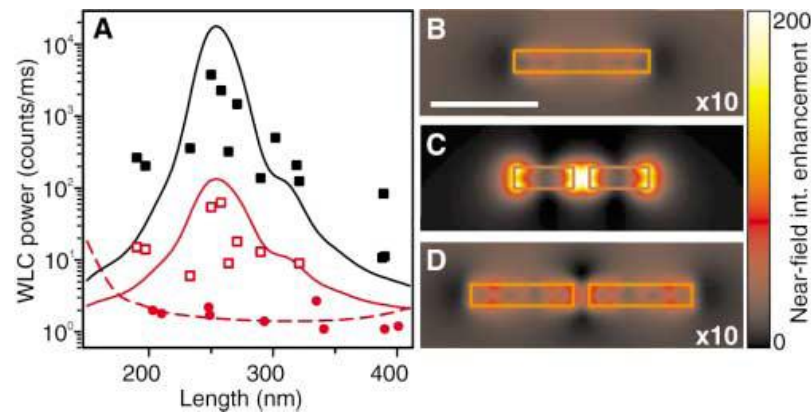 A
WLC power (counts/ms)
10⁴
10³
10²
10¹
10⁰
200
300
400
Length (nm)
B
x10
C
D
x10
200
0
Near-field int. enhancement